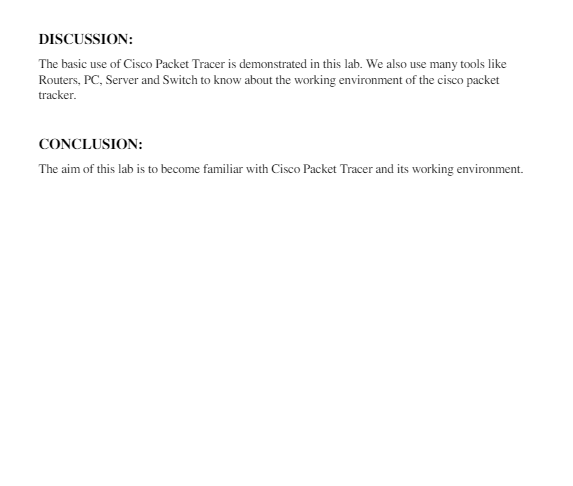 DISCUSSION:
The basic use of Cisco Packet Tracer is demonstrated in this lab. We also use many tools like
Routers, PC, Server and Switch to know about the working environment of the cisco packet
tracker.
CONCLUSION:
The aim of this lab is to become familiar with Cisco Packet Tracer and its working environment.